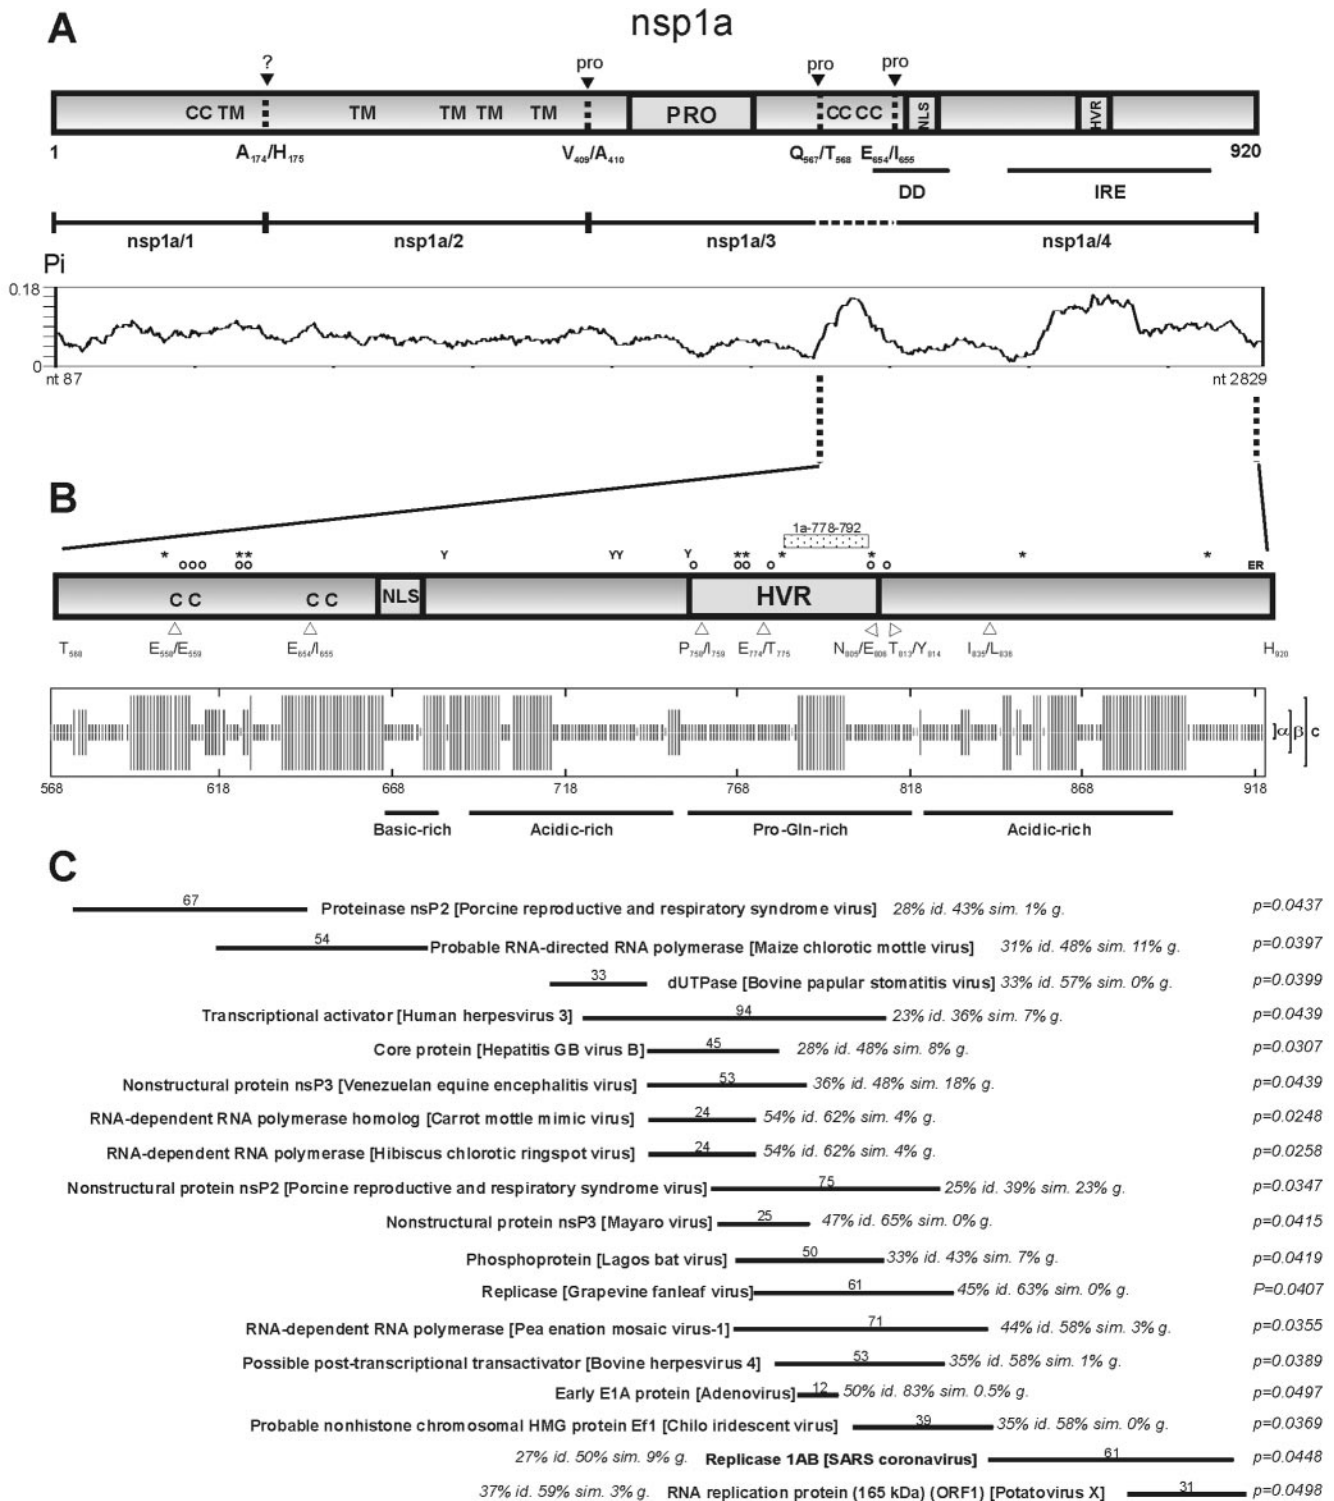 A
nsp1a
? pro pro pro
CC TM TM TM TM TM PRO CC CC NLS HVR
1 A174/H175 V409/A410 Q567/T568 E654/I655 920
DD IRE
nsp1a/1 nsp1a/2 nsp1a/3 nsp1a/4
Pi
0.18
0
nt 87 nt 2829
B
1a-778-792
* ** Y YY Y ** * * * *
ooo oo o oo o o o ER
C C C C NLS HVR
T568 E558/E559 E654/I655 P758/I759 E774/T775 N805/E806 T813/Y814 I835/L836 H920
]α]β]c
568 618 668 718 768 818 868 918
Basic-rich Acidic-rich Pro-Gln-rich Acidic-rich
C
67 Proteinase nsP2 [Porcine reproductive and respiratory syndrome virus] 28% id. 43% sim. 1% g. p=0.0437
54 Probable RNA-directed RNA polymerase [Maize chlorotic mottle virus] 31% id. 48% sim. 11% g. p=0.0397
33 dUTPase [Bovine papular stomatitis virus] 33% id. 57% sim. 0% g. p=0.0399
Transcriptional activator [Human herpesvirus 3] 94 23% id. 36% sim. 7% g. p=0.0439
Core protein [Hepatitis GB virus B] 45 28% id. 48% sim. 8% g. p=0.0307
Nonstructural protein nsP3 [Venezuelan equine encephalitis virus] 53 36% id. 48% sim. 18% g. p=0.0439
RNA-dependent RNA polymerase homolog [Carrot mottle mimic virus] 24 54% id. 62% sim. 4% g. p=0.0248
RNA-dependent RNA polymerase [Hibiscus chlorotic ringspot virus] 24 54% id. 62% sim. 4% g. p=0.0258
Nonstructural protein nsP2 [Porcine reproductive and respiratory syndrome virus] 75 25% id. 39% sim. 23% g. p=0.0347
Nonstructural protein nsP3 [Mayaro virus] 25 47% id. 65% sim. 0% g. p=0.0415
Phosphoprotein [Lagos bat virus] 50 33% id. 43% sim. 7% g. p=0.0419
Replicase [Grapevine fanleaf virus] 61 45% id. 63% sim. 0% g. P=0.0407
RNA-dependent RNA polymerase [Pea enation mosaic virus-1] 71 44% id. 58% sim. 3% g. p=0.0355
Possible post-transcriptional transactivator [Bovine herpesvirus 4] 53 35% id. 58% sim. 1% g. p=0.0389
Early E1A protein [Adenovirus] 12 50% id. 83% sim. 0.5% g. p=0.0497
Probable nonhistone chromosomal HMG protein Ef1 [Chilo iridescent virus] 39 35% id. 58% sim. 0% g. p=0.0369
27% id. 50% sim. 9% g. Replicase 1AB [SARS coronavirus] 61 p=0.0448
37% id. 59% sim. 3% g. RNA replication protein (165 kDa) (ORF1) [Potatovirus X] 31 p=0.0498